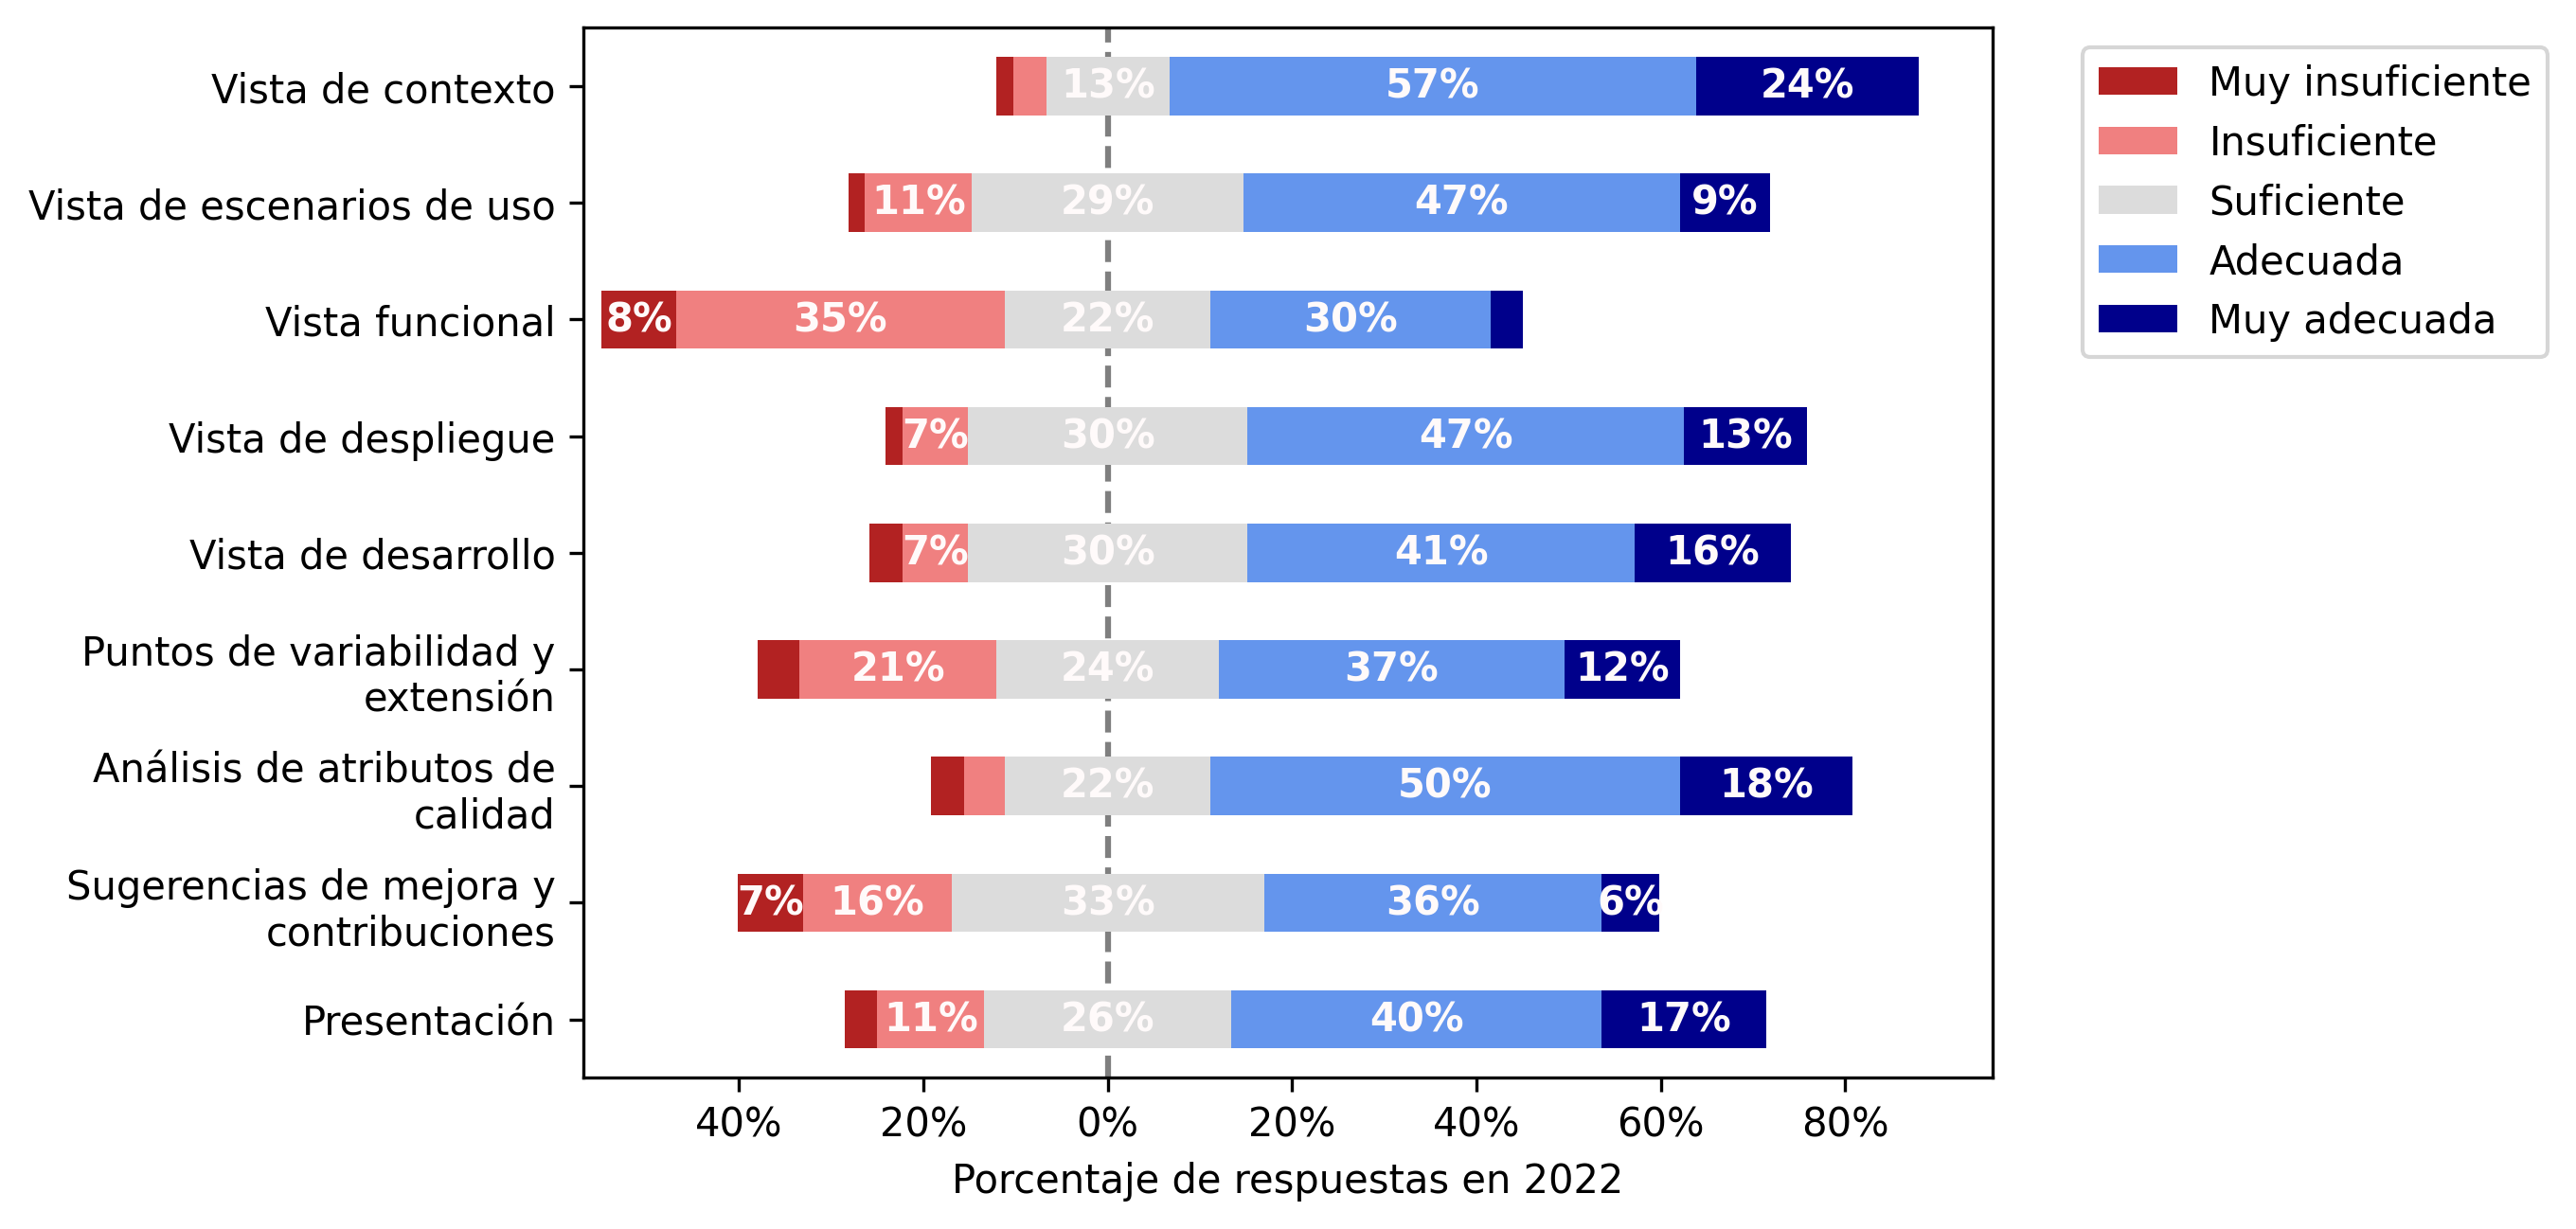 Vista de contexto
13% 57% 24%
Vista de escenarios de uso
11% 29% 47% 9%
Vista funcional
8% 35% 22% 30%
Vista de despliegue
7% 30% 47% 13%
Vista de desarrollo
7% 30% 41% 16%
Puntos de variabilidad y
extensión
21% 24% 37% 12%
Análisis de atributos de
calidad
22% 50% 18%
Sugerencias de mejora y
contribuciones
7% 16% 33% 36% 6%
Presentación
11% 26% 40% 17%
40% 20% 0% 20% 40% 60% 80%
Porcentaje de respuestas en 2022
Muy insuficiente
Insuficiente
Suficiente
Adecuada
Muy adecuada